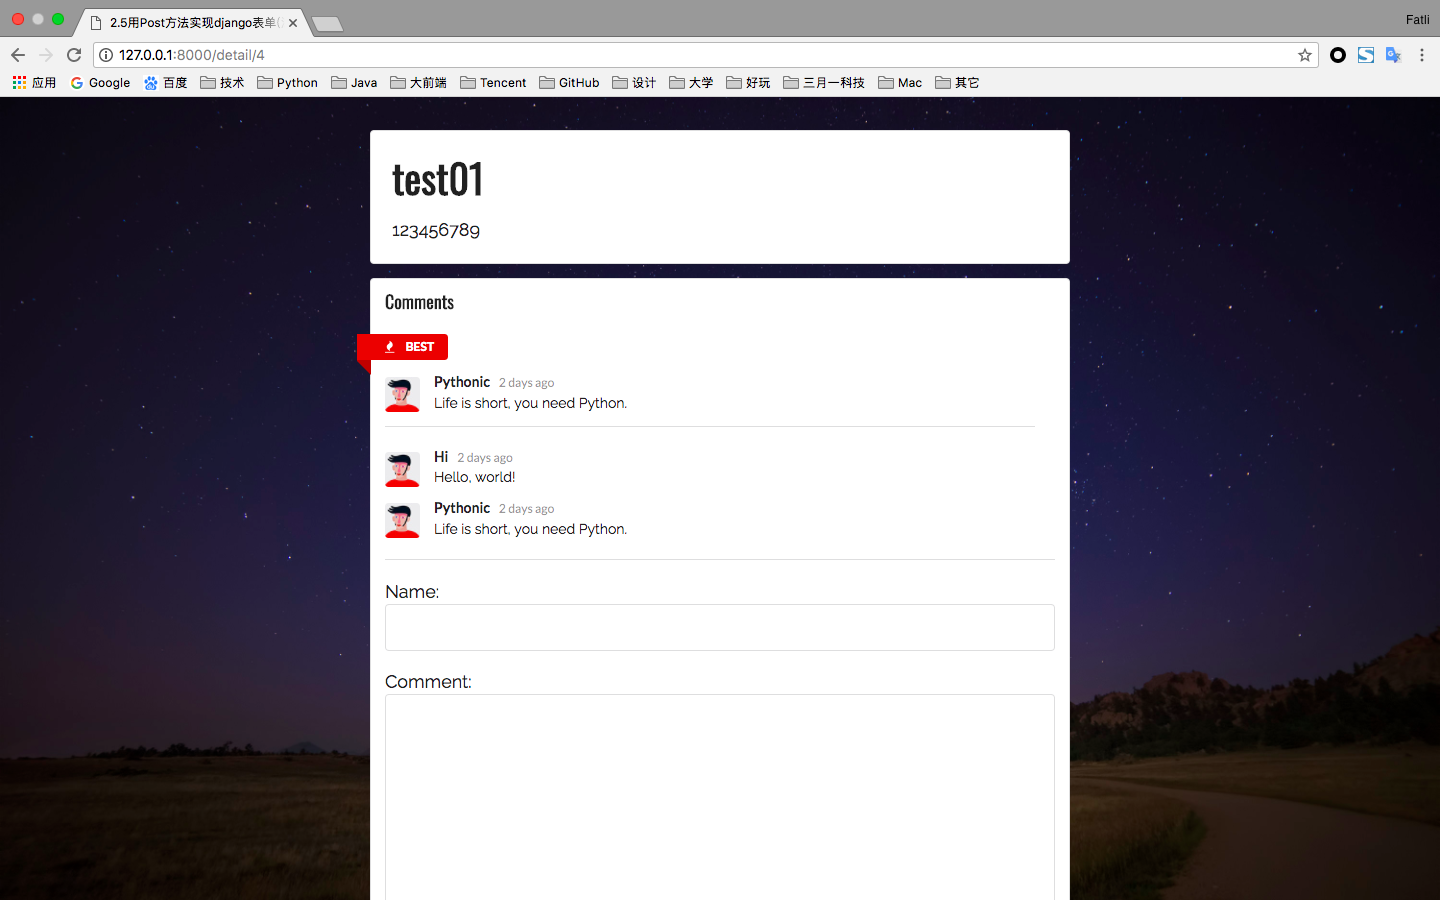 2.5用Post方法实现django表单
Fatli
127.0.0.1:8000/detail/4
应用 Google 百度 技术 Python Java 大前端 Tencent GitHub 设计 大学 好玩 三月一科技 Mac 其它
test01
123456789
Comments
BEST
Pythonic 2 days ago
Life is short, you need Python.
Hi 2 days ago
Hello, world!
Pythonic 2 days ago
Life is short, you need Python.
Name:
Comment: